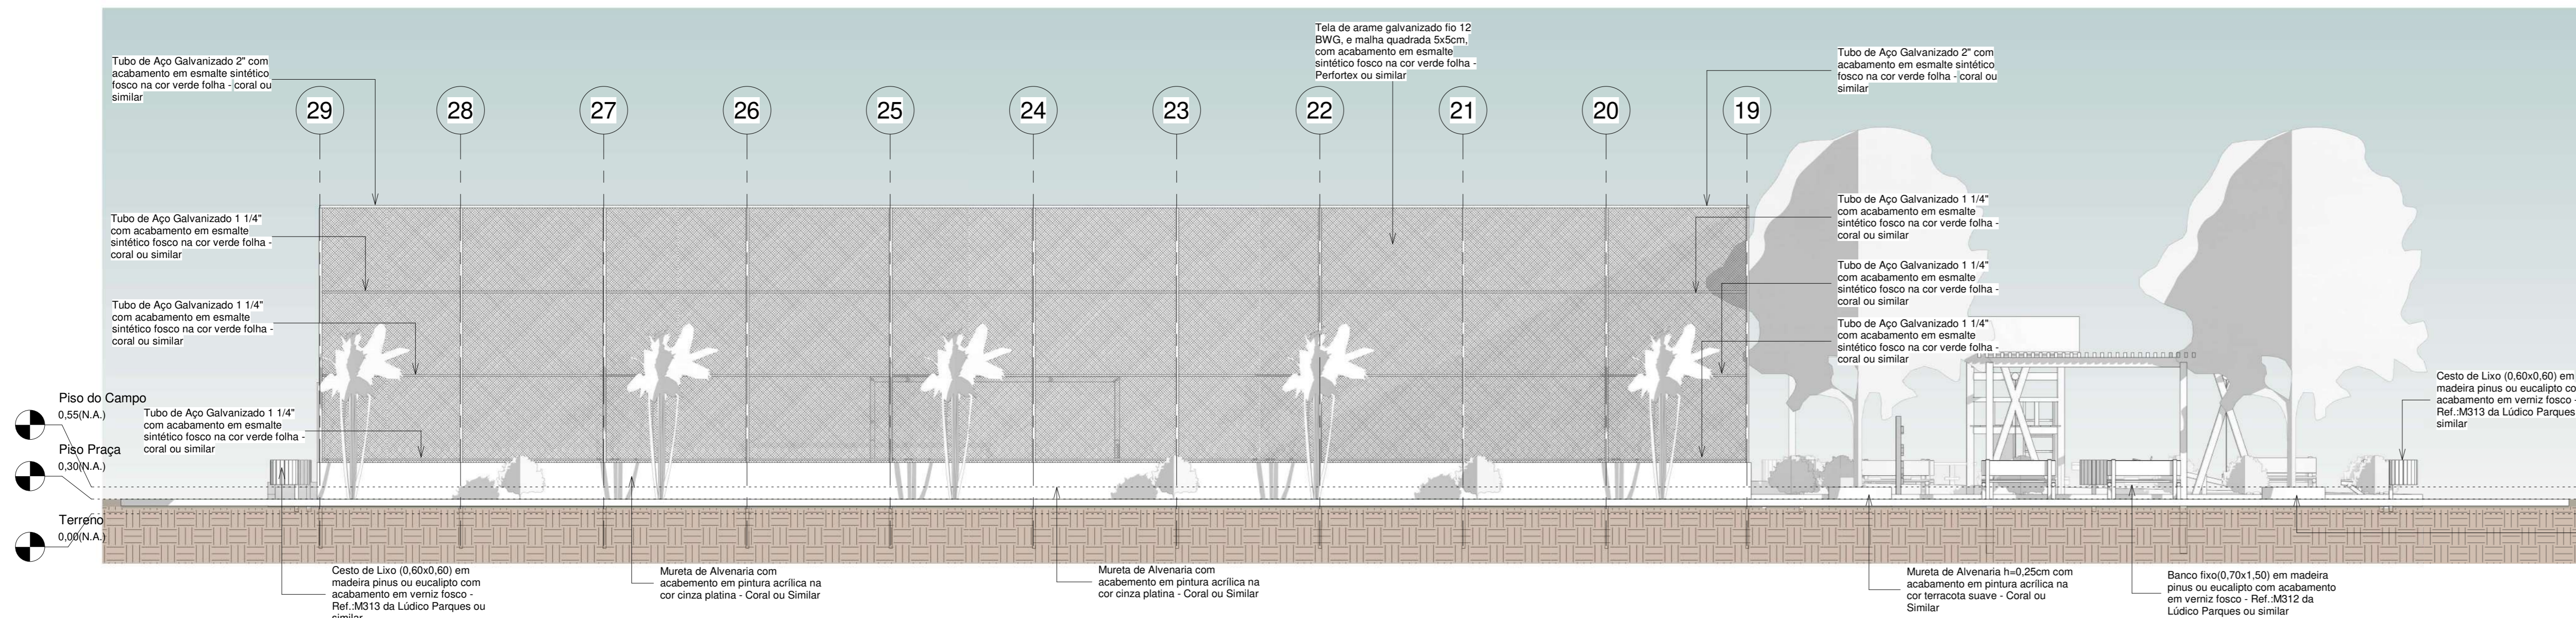 Tubo de Aço Galvanizado 2" com
acabamento em esmalte sintético
fosco na cor verde folha - coral ou
similar
Tela de arame galvanizado fio 12
BWG, e malha quadrada 5x5cm,
com acabamento em esmalte
sintético fosco na cor verde folha -
Perfortex ou similar
Tubo de Aço Galvanizado 2" com
acabamento em esmalte sintético
fosco na cor verde folha - coral ou
similar
29
28
27
26
25
24
23
22
21
20
19
Tubo de Aço Galvanizado 1 1/4"
com acabamento em esmalte
sintético fosco na cor verde folha -
coral ou similar
Tubo de Aço Galvanizado 1 1/4"
com acabamento em esmalte
sintético fosco na cor verde folha -
coral ou similar
Tubo de Aço Galvanizado 1 1/4"
com acabamento em esmalte
sintético fosco na cor verde folha -
coral ou similar
Tubo de Aço Galvanizado 1 1/4"
com acabamento em esmalte
sintético fosco na cor verde folha -
coral ou similar
Tubo de Aço Galvanizado 1 1/4"
com acabamento em esmalte
sintético fosco na cor verde folha -
coral ou similar
Piso do Campo
0,55(N.A.)
Tubo de Aço Galvanizado 1 1/4"
com acabamento em esmalte
sintético fosco na cor verde folha -
coral ou similar
Piso Praça
0,30(N.A.)
Terreno
0,00(N.A.)
Cesto de Lixo (0,60x0,60) em
madeira pinus ou eucalipto co
acabamento em verniz fosco -
Ref.:M313 da Lúdico Parques
similar
Cesto de Lixo (0,60x0,60) em
madeira pinus ou eucalipto com
acabamento em verniz fosco -
Ref.:M313 da Lúdico Parques ou
similar
Mureta de Alvenaria com
acabemento em pintura acrílica na
cor cinza platina - Coral ou Similar
Mureta de Alvenaria com
acabemento em pintura acrílica na
cor cinza platina - Coral ou Similar
Mureta de Alvenaria h=0,25cm com
acabamento em pintura acrílica na
cor terracota suave - Coral ou
Similar
Banco fixo(0,70x1,50) em madeira
pinus ou eucalipto com acabamento
em verniz fosco - Ref.:M312 da
Lúdico Parques ou similar